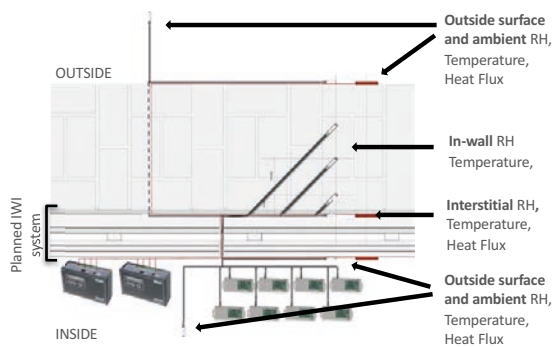 Outside surface
and ambient RH,
Temperature,
Heat Flux
OUTSIDE
In-wall RH
Temperature,
Interstitial RH,
Temperature,
Heat Flux
Planned IWI
system
Outside surface
and ambient RH,
Temperature,
Heat Flux
INSIDE